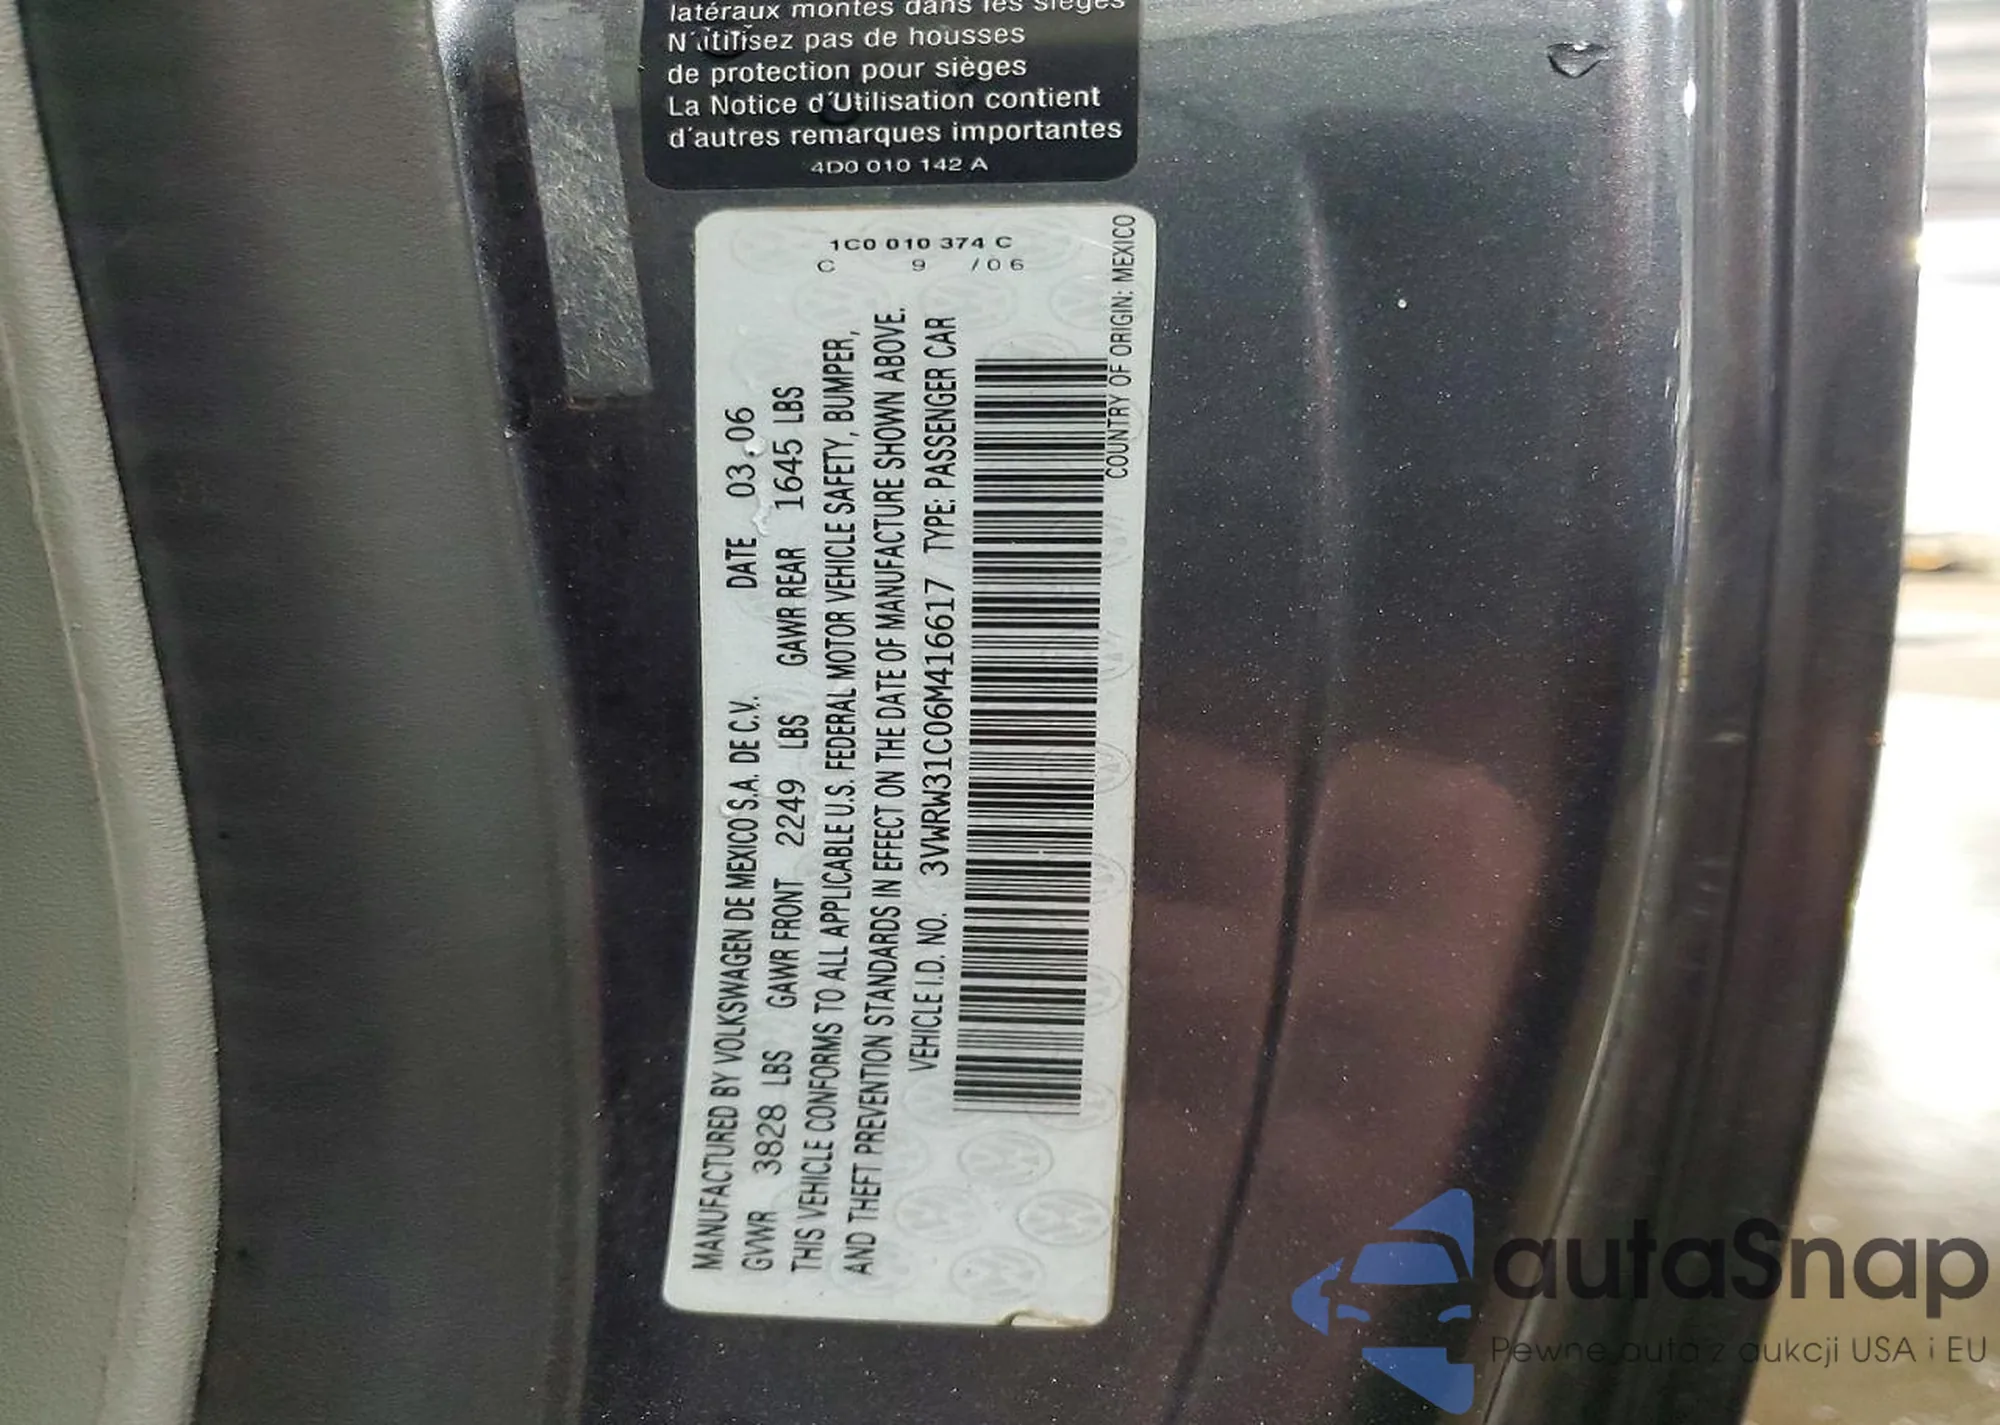 latéraux montés dans les sièges
N'utilisez pas de housses
de protection pour sièges
La Notice d'Utilisation contient
d'autres remarques importantes
4D0 010 142 A
1C0 010 374 C
C 9 /06
MANUFACTURED BY VOLKSWAGEN DE MEXICO S.A. DE C.V. DATE 03.06
GVWR 3828 LBS GAWR FRONT 2249 LBS GAWR REAR 1645 LBS
THIS VEHICLE CONFORMS TO ALL APPLICABLE U.S. FEDERAL MOTOR VEHICLE SAFETY, BUMPER,
AND THEFT PREVENTION STANDARDS IN EFFECT ON THE DATE OF MANUFACTURE SHOWN ABOVE.
VEHICLE I.D. NO. 3VWRW31C06M416617 TYPE: PASSENGER CAR
COUNTRY OF ORIGIN: MEXICO
autoSnap
Pewne auta z aukcji USA i EU